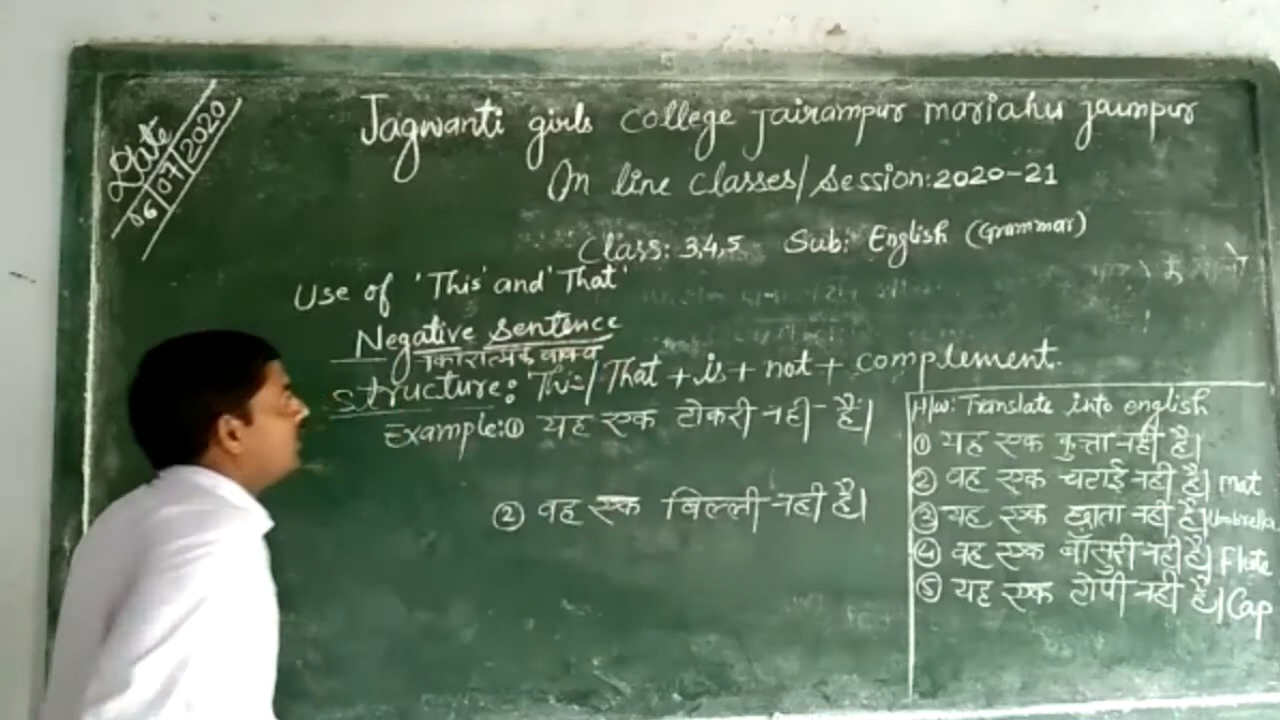 Date
06/07/2020
Jagwanti girls college Jairampur mariahu jaunpur
On line classes/Session:2020-21
Class: 3,4,5 Sub: English (Grammar)
Use of 'This' and 'That'
Negative Sentence
नकारात्मक वाक्य
Structure: This/That + is + not + complement.
Example:① यह एक टोकरी नही है।
② वह एक बिल्ली नही है।
H/w: Translate into english
① यह एक कुत्ता नही है।
② वह एक चटाई नही है। mat
③ यह एक छाता नही है। Umbrella
④ वह एक बाँसुरी नही है। Flute
⑤ यह एक टोपी नही है। Cap